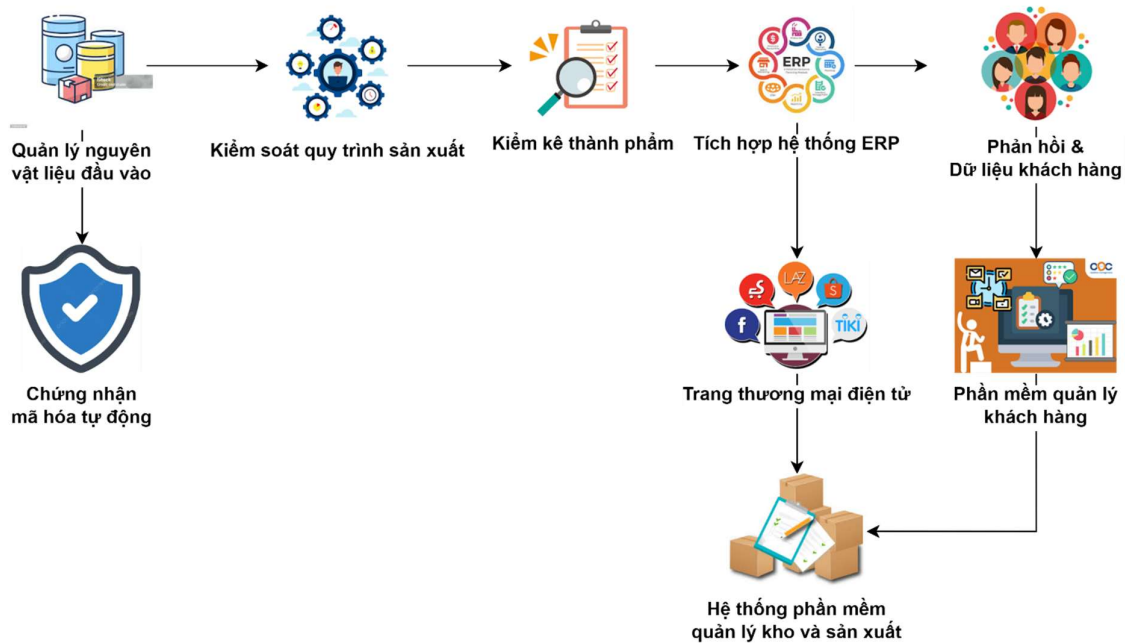 ERP
Quản lý nguyên
vật liệu đầu vào
Kiểm soát quy trình sản xuất
Kiểm kê thành phẩm
Tích hợp hệ thống ERP
Phản hồi &
Dữ liệu khách hàng
LAZ
f
S
TIKI
Chứng nhận
mã hóa tự động
Trang thương mại điện tử
Phần mềm quản lý
khách hàng
Hệ thống phần mềm
quản lý kho và sản xuất